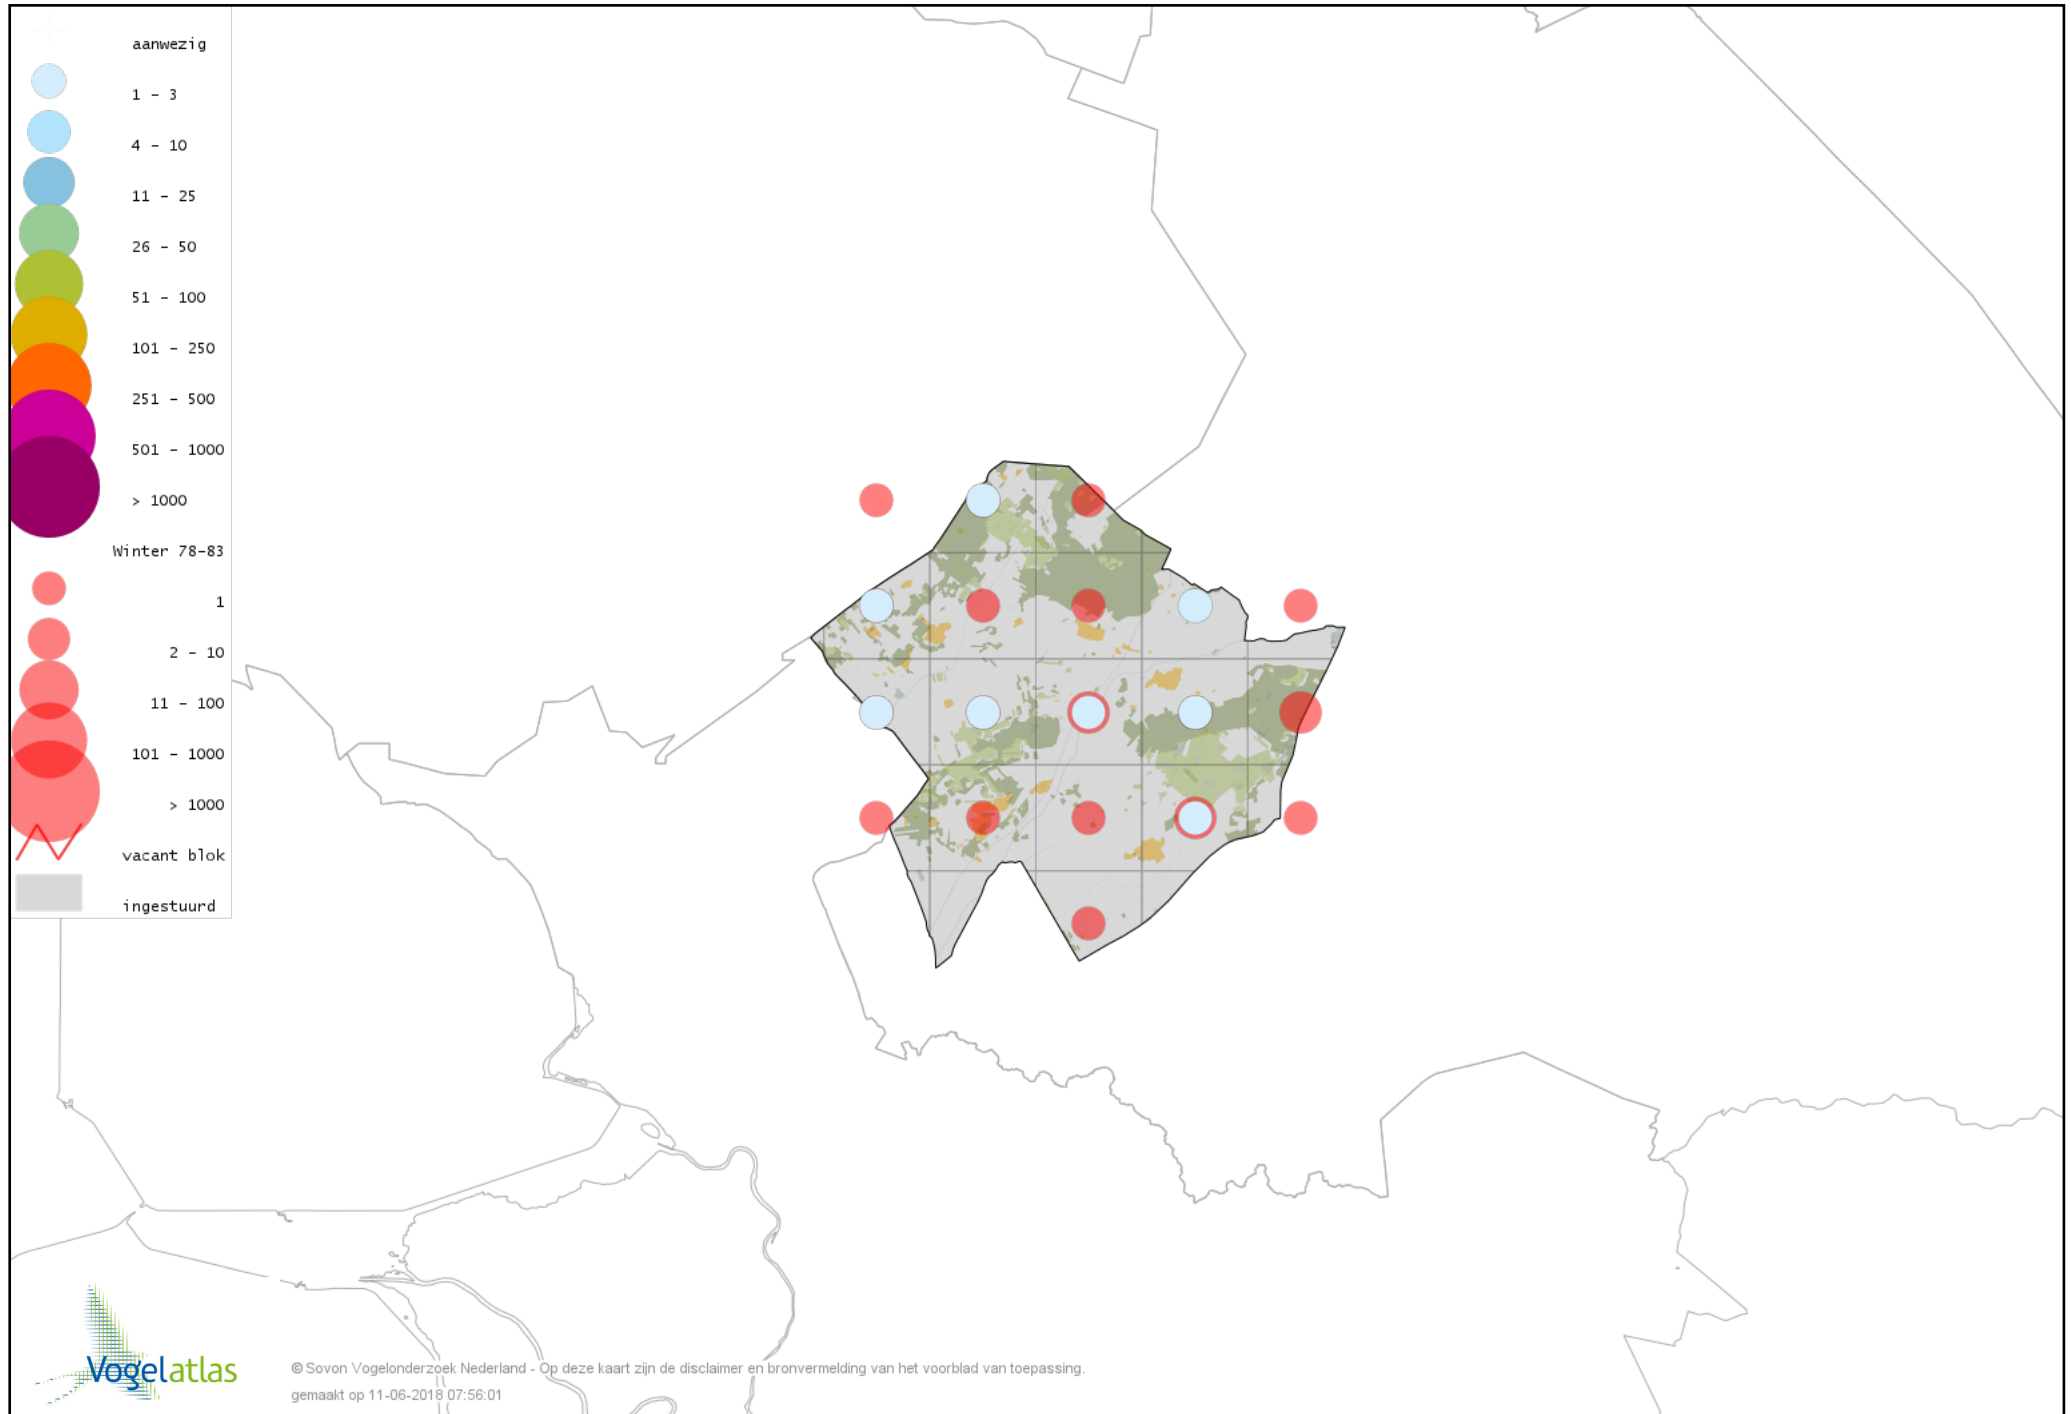 aanwezig
1 – 3
4 – 10
11 – 25
26 – 50
51 – 100
101 – 250
251 – 500
501 – 1000
> 1000
Winter 78-83
1
2 – 10
11 – 100
101 – 1000
> 1000
vacant blok
ingestuurd
Vogelatlas
© Sovon Vogelonderzoek Nederland - Op deze kaart zijn de disclaimer en bronvermelding van het voorblad van toepassing.
gemaakt op 11-06-2018 07:56:01